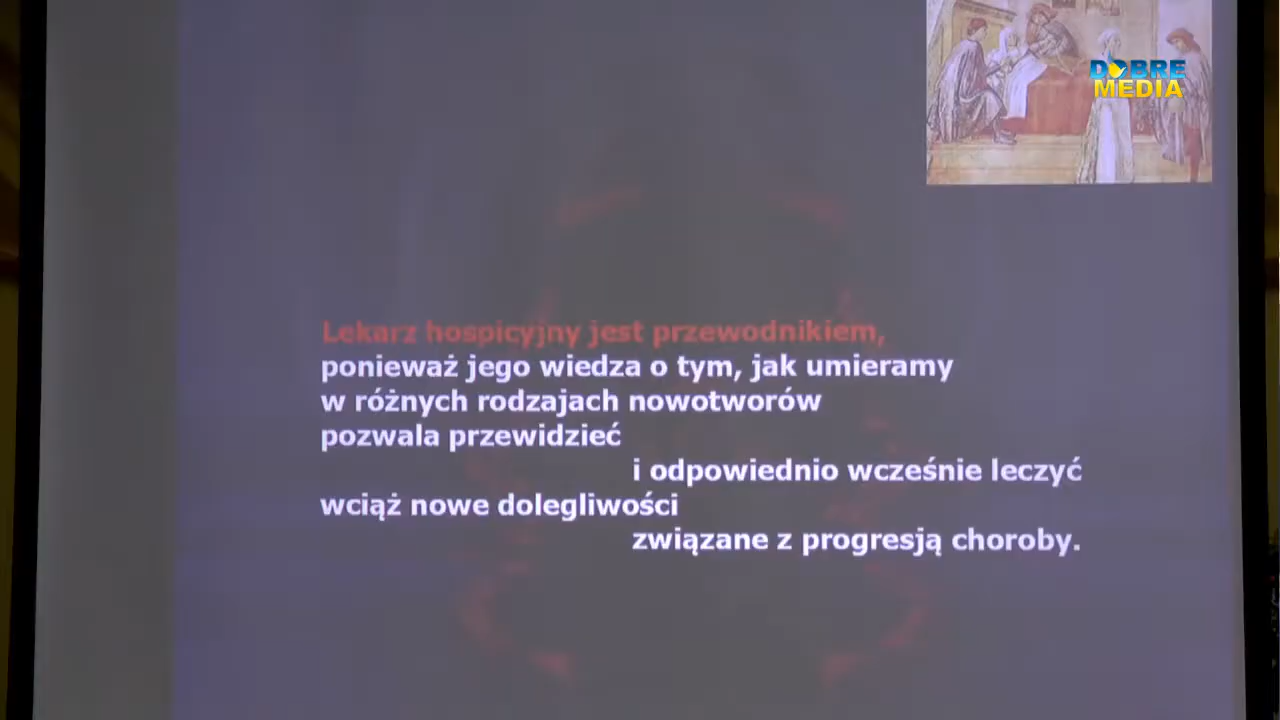 DOBRE
MEDIA
Lekarz hospicyjny jest przewodnikiem,
ponieważ jego wiedza o tym, jak umieramy
w różnych rodzajach nowotworów
pozwala przewidzieć
i odpowiednio wcześnie leczyć
wciąż nowe dolegliwości
związane z progresją choroby.